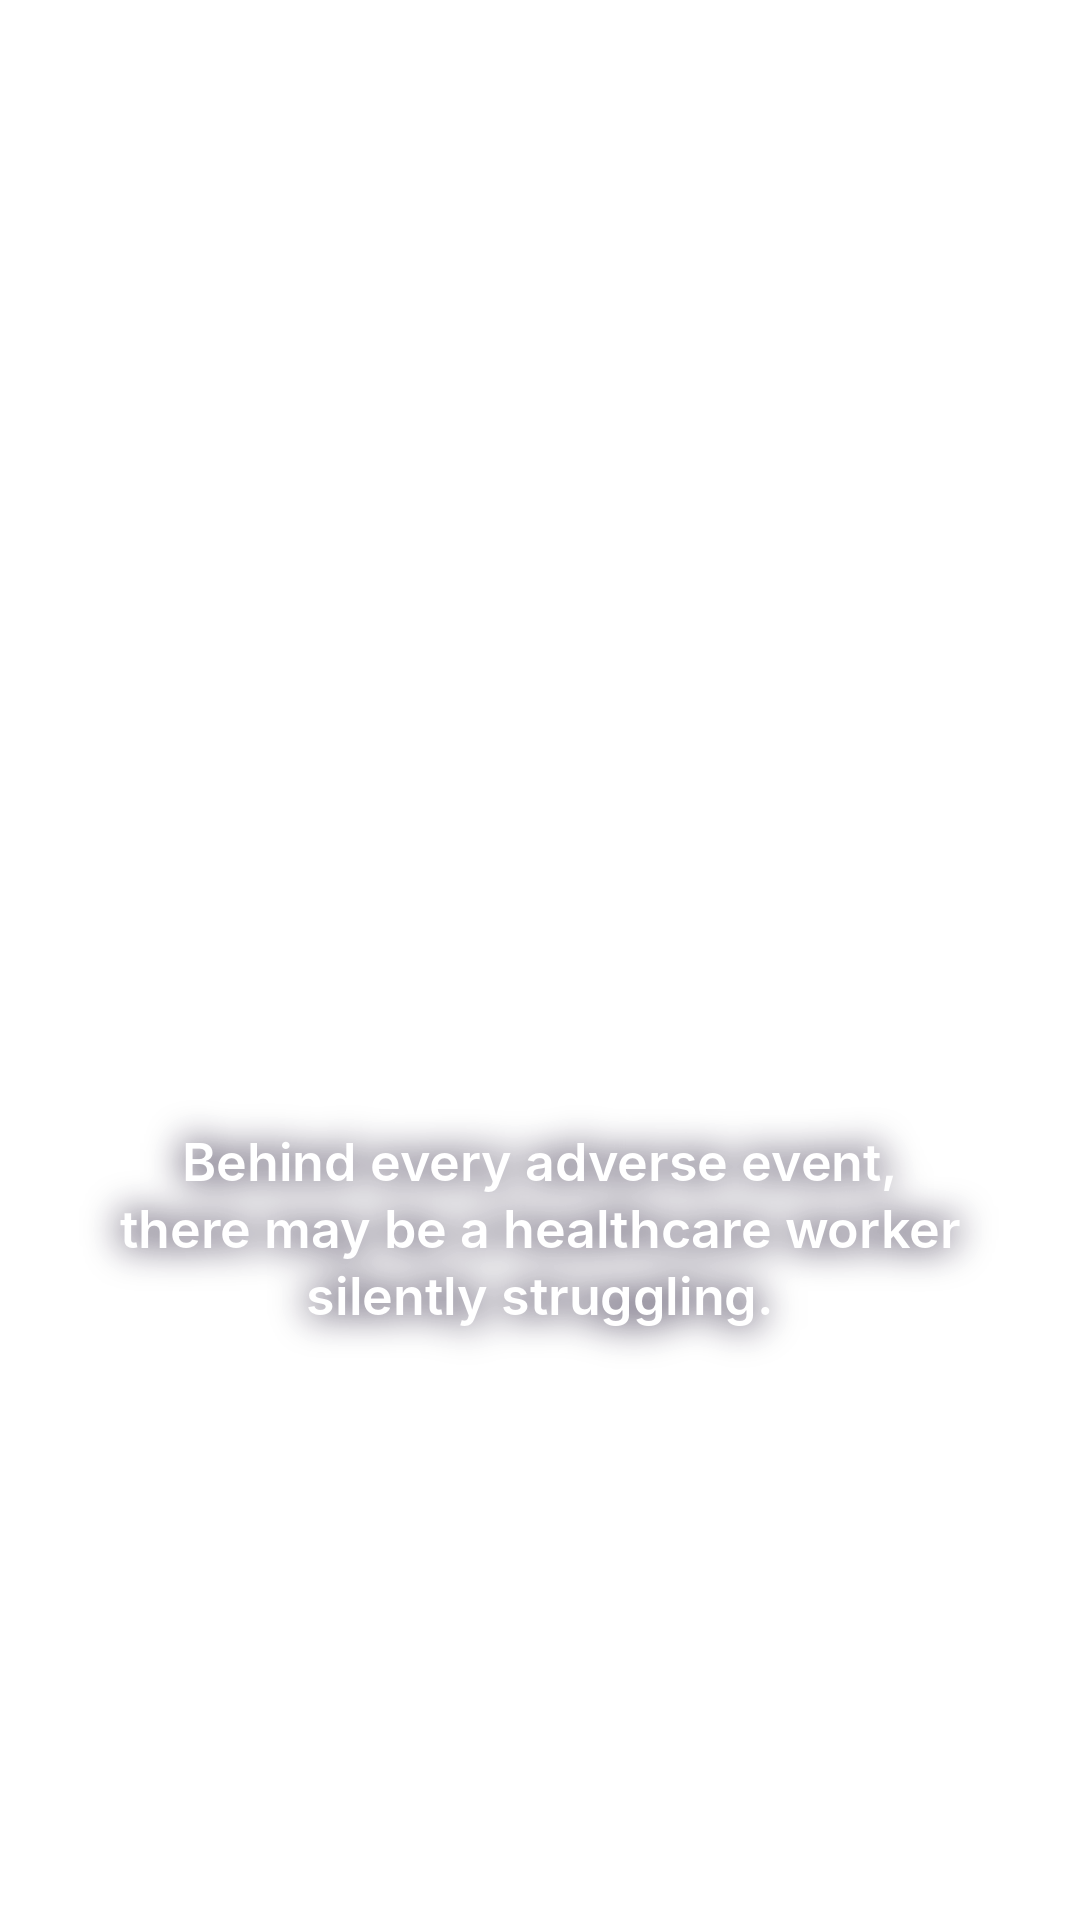 Behind every adverse event,
there may be a healthcare worker
silently struggling.